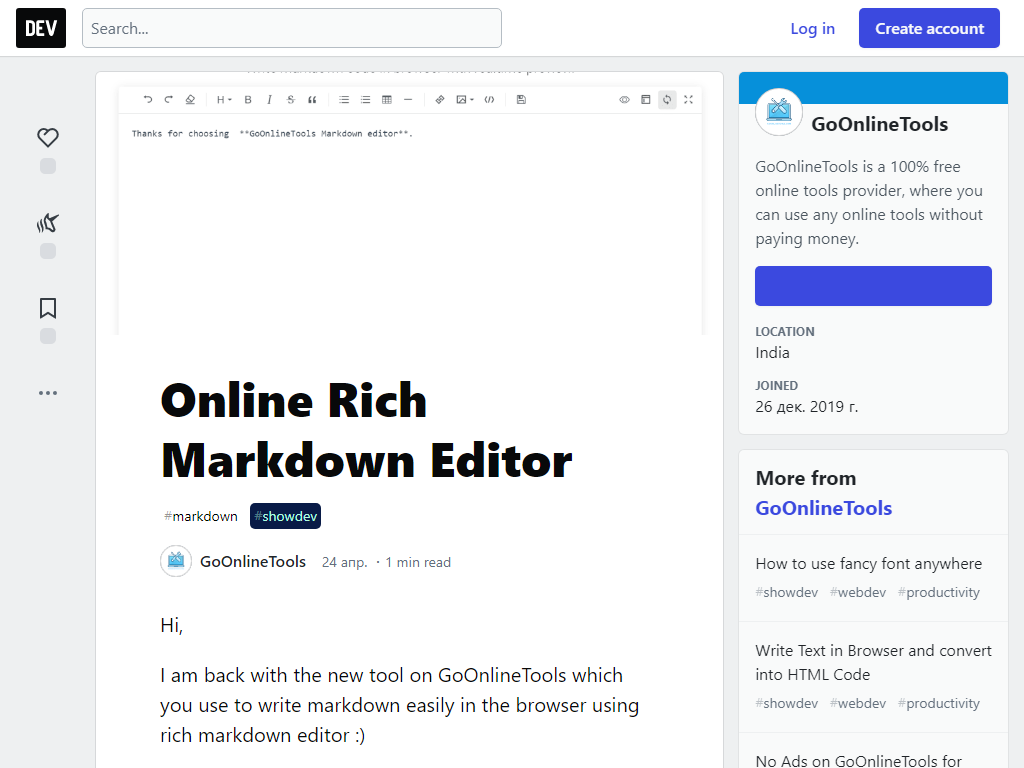 DEV
Search...
Log in
Create account
H B I S
Thanks for choosing **GoOnlineTools Markdown editor**.
Online Rich
Markdown Editor
#markdown #showdev
GoOnlineTools 24 апр. · 1 min read
Hi,
I am back with the new tool on GoOnlineTools which
you use to write markdown easily in the browser using
rich markdown editor :)
GoOnlineTools
GoOnlineTools is a 100% free
online tools provider, where you
can use any online tools without
paying money.
LOCATION
India
JOINED
26 дек. 2019 г.
More from
GoOnlineTools
How to use fancy font anywhere
#showdev #webdev #productivity
Write Text in Browser and convert
into HTML Code
#showdev #webdev #productivity
No Ads on GoOnlineTools for